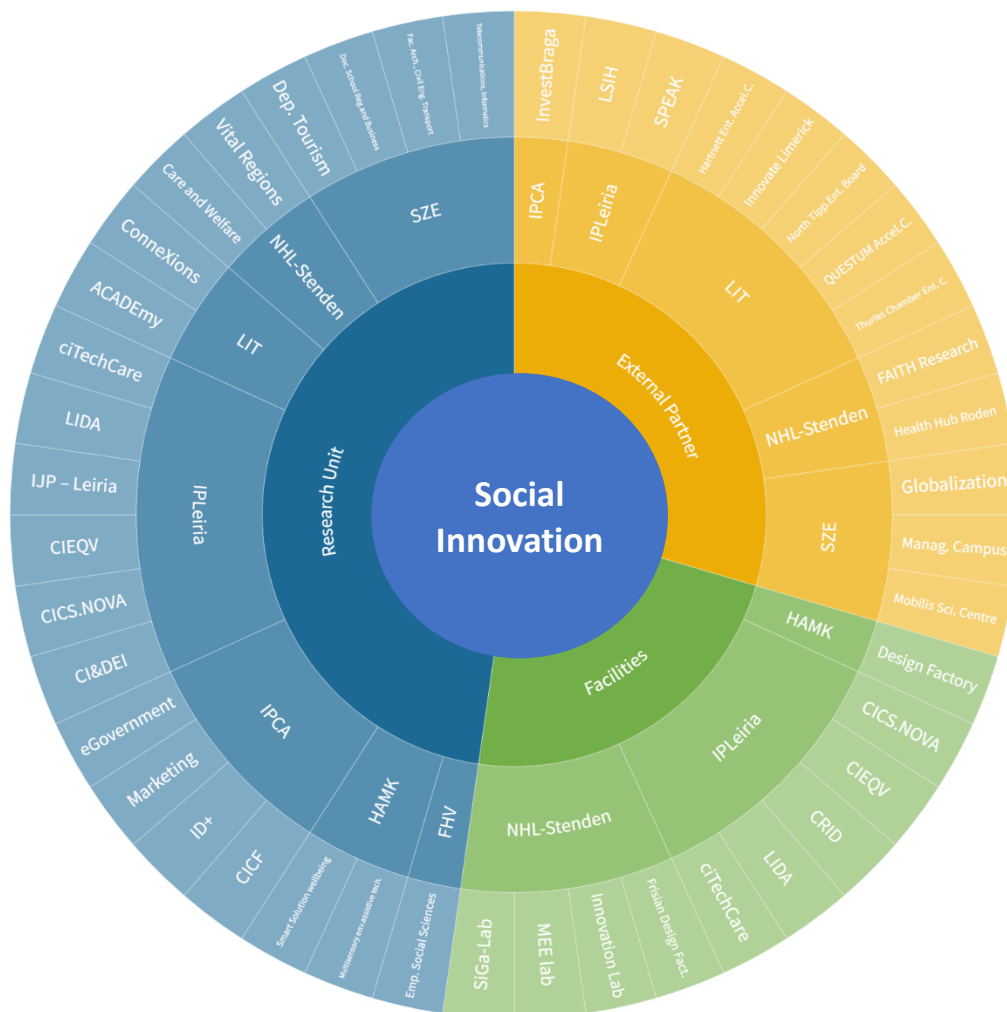 Social
Innovation
External
Partner
IPCA
InvestBraga
IPLeiria
LSIH
SPEAK
LIT
Hartnett Ent. Accel.C.
Innovate Limerick
North Tipp.Ent. Board
QUESTUM Accel.C.
Thurles Chamber Ent. C.
NHL-Stenden
FAITH Research
Health Hub Roden
SZE
Globalization
Manag. Campus
Mobilis Sci. Centre
Facilities
HAMK
Design Factory
IPLeiria
CICS.NOVA
CIEQV
CRID
LIDA
ciTechCare
NHL-Stenden
Frisian Design Fact.
Innovation Lab
MEE lab
SiGa-Lab
Research Unit
FHV
Emp. Social Sciences
HAMK
Multisensory env.assistive tech.
Smart Solution wellbeing
IPCA
CICF
ID+
Marketing
eGovernment
IPLeiria
CI&DEI
CICS.NOVA
CIEQV
IJP – Leiria
LIDA
ciTechCare
LIT
ACADEmy
ConneXions
NHL-Stenden
Care and Welfare
Vital Regions
SZE
Dep. Tourism
Doc. School Reg.and Business
Fac. Arch., Civil Eng. Transport
Telecommunications, Informatics